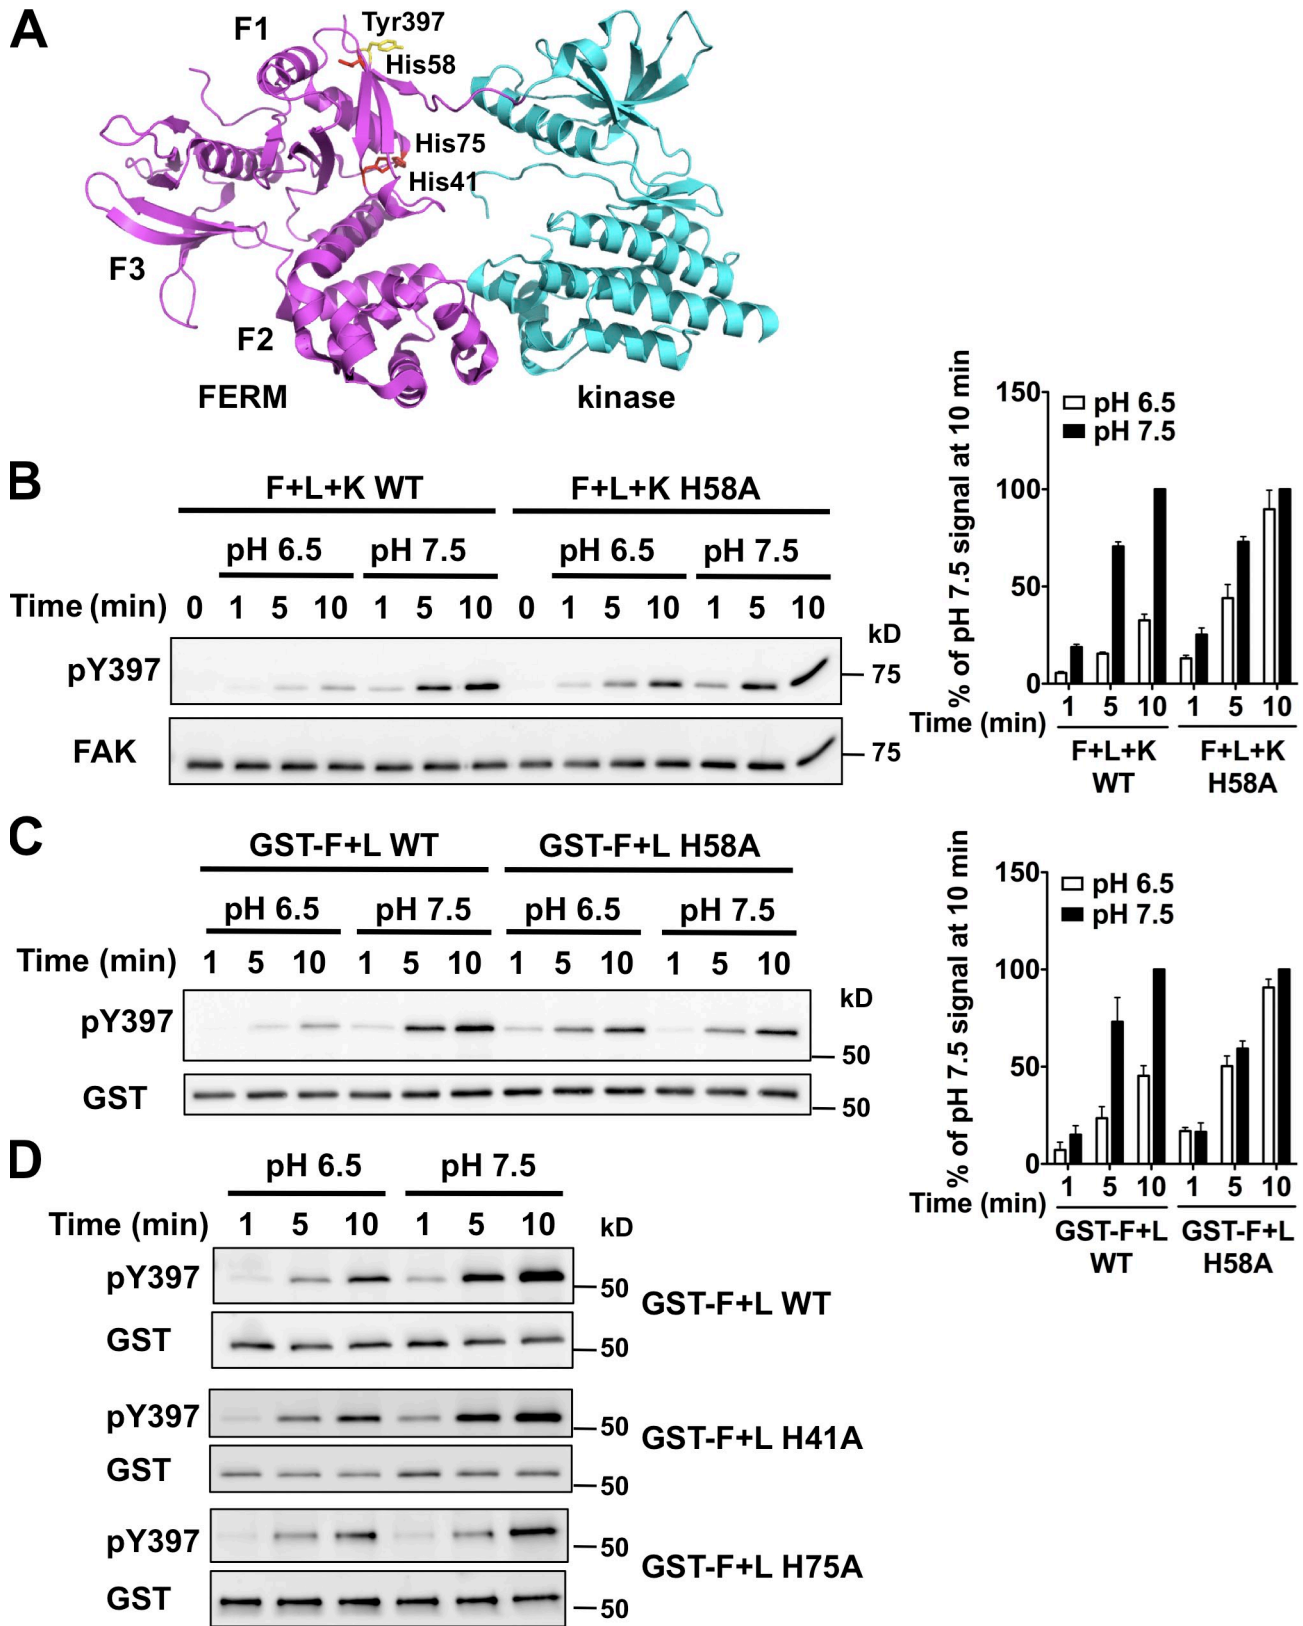 A
F1
Tyr397
His58
His75
His41
F3
F2
FERM
kinase
B
F+L+K WT
F+L+K H58A
pH 6.5
pH 7.5
pH 6.5
pH 7.5
Time (min) 0 1 5 10 1 5 10 0 1 5 10 1 5 10
kD
pY397
75
FAK
75
% of pH 7.5 signal at 10 min
150
100
50
0
pH 6.5
pH 7.5
1 5 10 1 5 10
Time (min)
F+L+K F+L+K
WT H58A
C
GST-F+L WT
GST-F+L H58A
pH 6.5
pH 7.5
pH 6.5
pH 7.5
Time (min) 1 5 10 1 5 10 1 5 10 1 5 10
kD
pY397
50
GST
50
% of pH 7.5 signal at 10 min
150
100
50
0
pH 6.5
pH 7.5
1 5 10 1 5 10
Time (min)
GST-F+L GST-F+L
WT H58A
D
pH 6.5
pH 7.5
Time (min) 1 5 10 1 5 10
kD
pY397
50
GST-F+L WT
GST
50
pY397
50
GST-F+L H41A
GST
50
pY397
50
GST-F+L H75A
GST
50